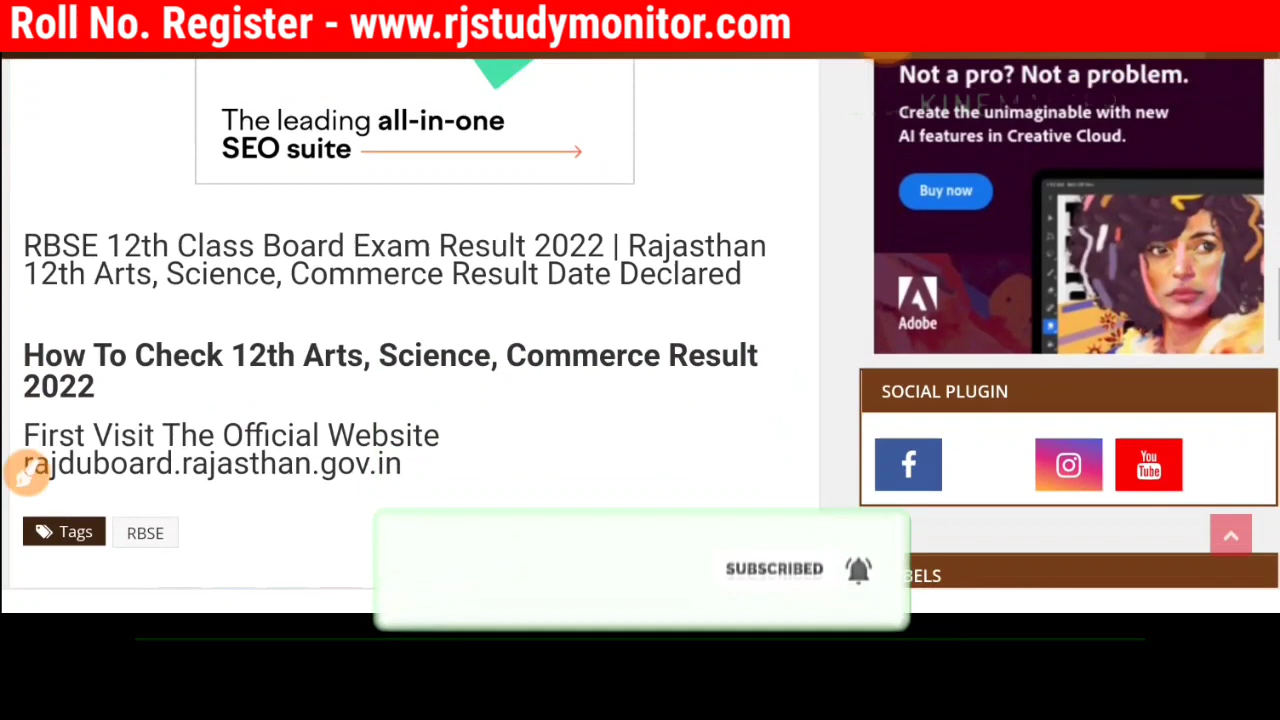 Roll No. Register - www.rjstudymonitor.com
The leading all-in-one
SEO suite
Not a pro? Not a problem.
Create the unimaginable with new
AI features in Creative Cloud.
Buy now
Adobe
RBSE 12th Class Board Exam Result 2022 | Rajasthan
12th Arts, Science, Commerce Result Date Declared
How To Check 12th Arts, Science, Commerce Result
2022
First Visit The Official Website
rajduboard.rajasthan.gov.in
Tags
RBSE
SOCIAL PLUGIN
You
Tube
SUBSCRIBED